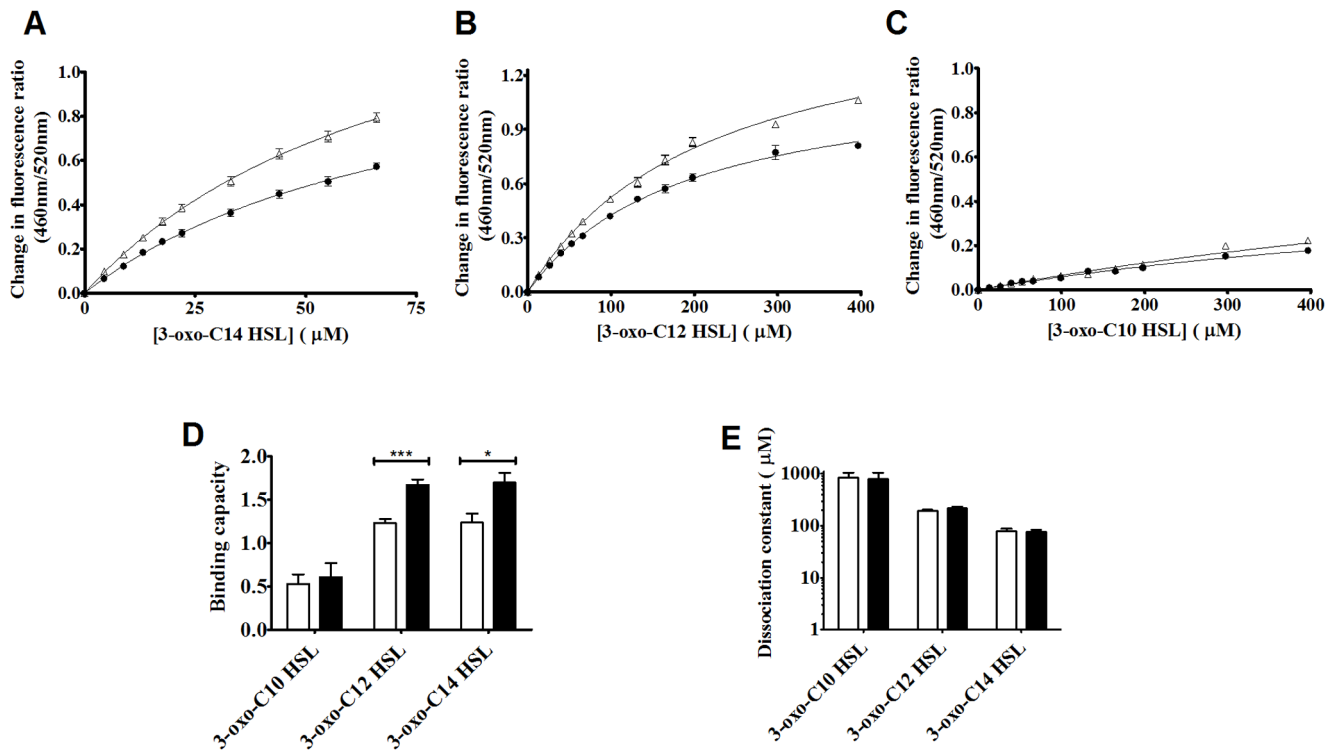 A
Change in fluorescence ratio
(460nm/520nm)
1.0
0.8
0.6
0.4
0.2
0.0
0
25
50
75
[3-oxo-C14 HSL] ( µM)
B
Change in fluorescence ratio
(460nm/520nm)
1.2
0.9
0.6
0.3
0.0
0
100
200
300
400
[3-oxo-C12 HSL] ( µM)
C
Change in fluorescence ratio
(460nm/520nm)
1.0
0.8
0.6
0.4
0.2
0.0
0
100
200
300
400
[3-oxo-C10 HSL] ( µM)
D
Binding capacity
2.0
1.5
1.0
0.5
0.0
***
*
3-oxo-C10 HSL
3-oxo-C12 HSL
3-oxo-C14 HSL
E
Dissociation constant ( µM)
1000
100
10
1
3-oxo-C10 HSL
3-oxo-C12 HSL
3-oxo-C14 HSL